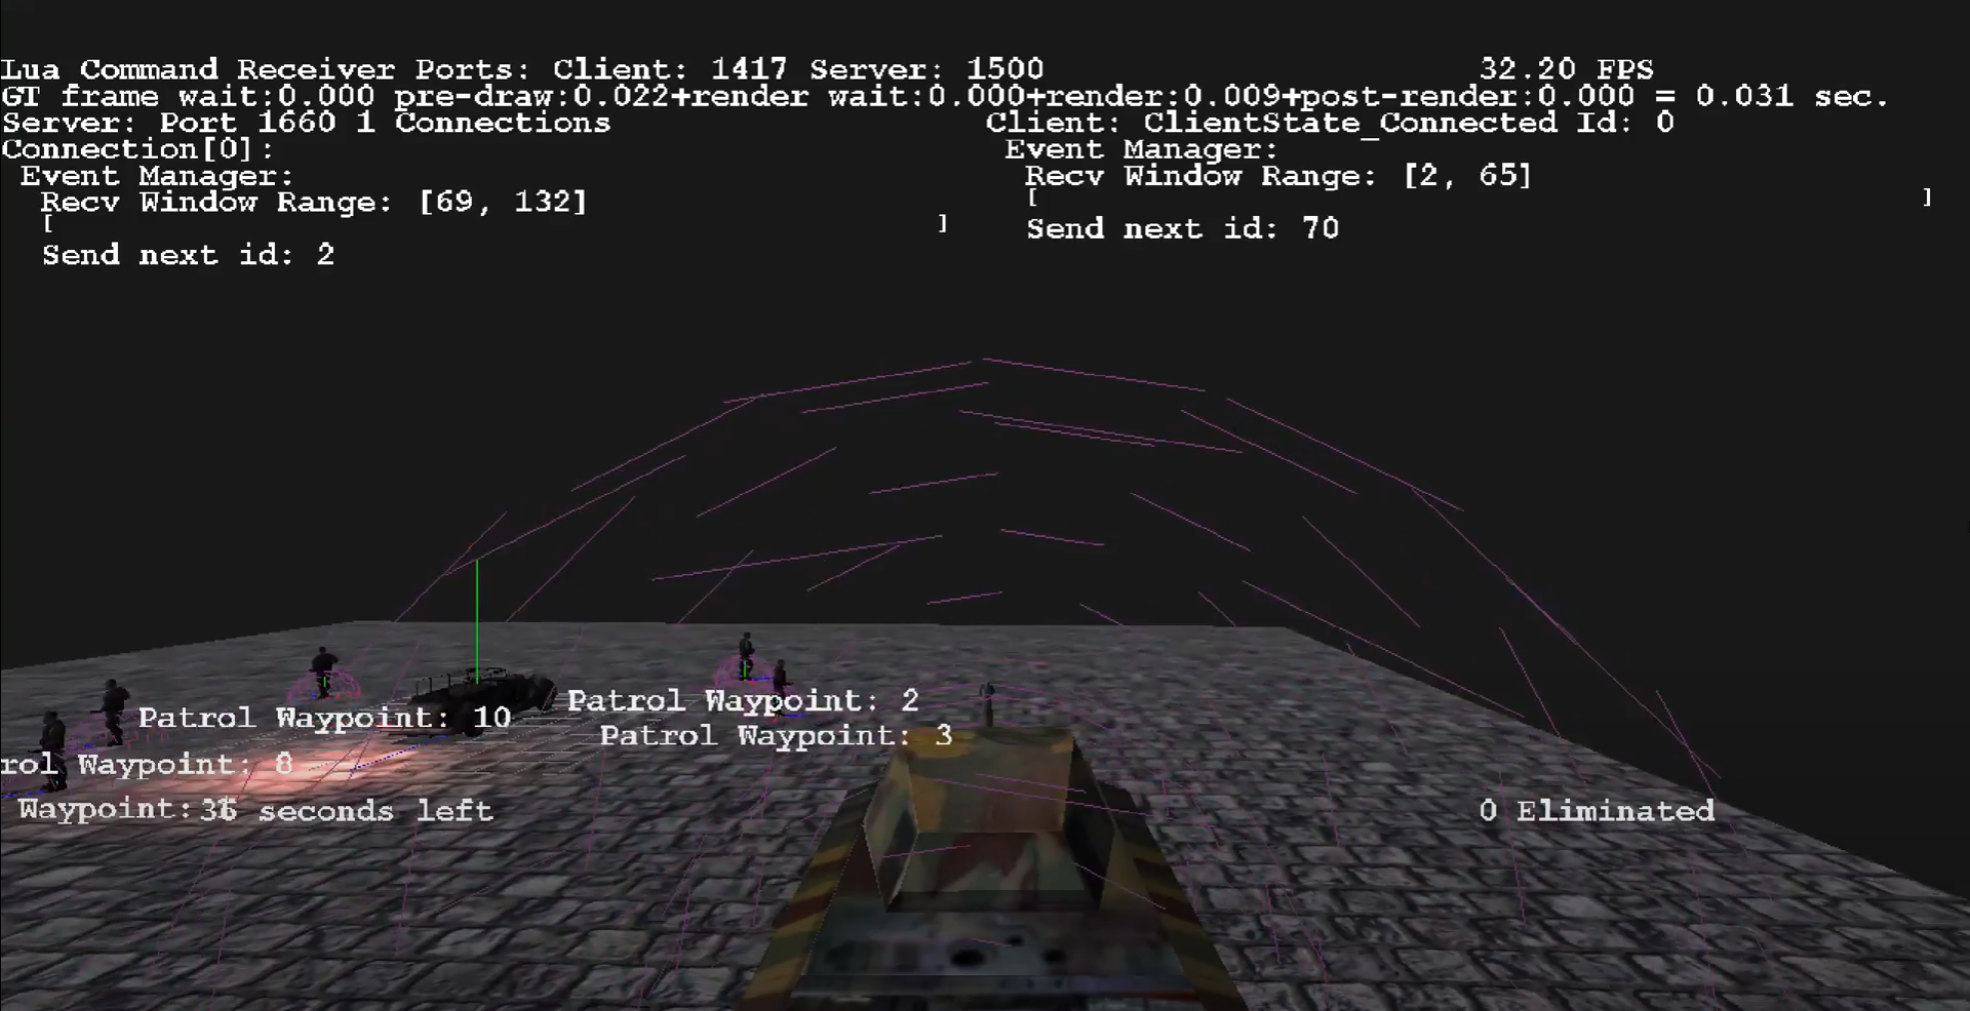 Lua Command Receiver Ports: Client: 1417 Server: 1500 32.20 FPS
GT frame wait:0.000 pre-draw:0.022+render wait:0.000+render:0.009+post-render:0.000 = 0.031 sec.
Server: Port 1660 1 Connections
Connection[0]:
Event Manager:
Recv Window Range: [69, 132]
[ ]
Send next id: 2
Client: ClientState_Connected Id: 0
Event Manager:
Recv Window Range: [2, 65]
[ ]
Send next id: 70
Patrol Waypoint: 2
Patrol Waypoint: 10
Patrol Waypoint: 3
rol Waypoint: 8
Waypoint: seconds left
0 Eliminated